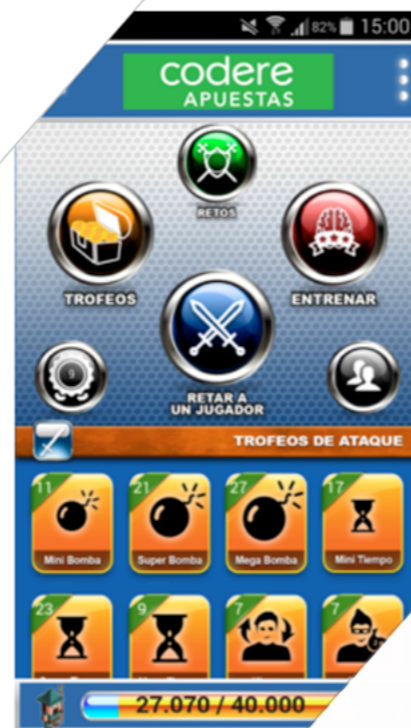 82% 15:00
codere
APUESTAS
RETOS
TROFEOS
ENTRENAR
9
RETAR A
UN JUGADOR
TROFEOS DE ATAQUE
11
21
27
17
Mini Bomba
Super Bomba
Mega Bomba
Mini Tiempo
23
9
7
7
27.070 / 40.000